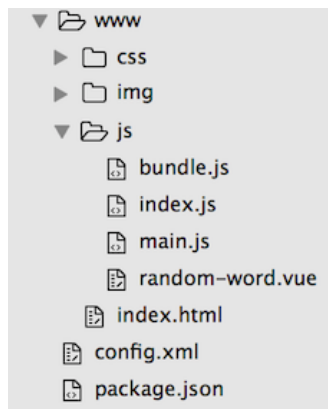 www
css
img
js
bundle.js
index.js
main.js
random-word.vue
index.html
config.xml
package.json